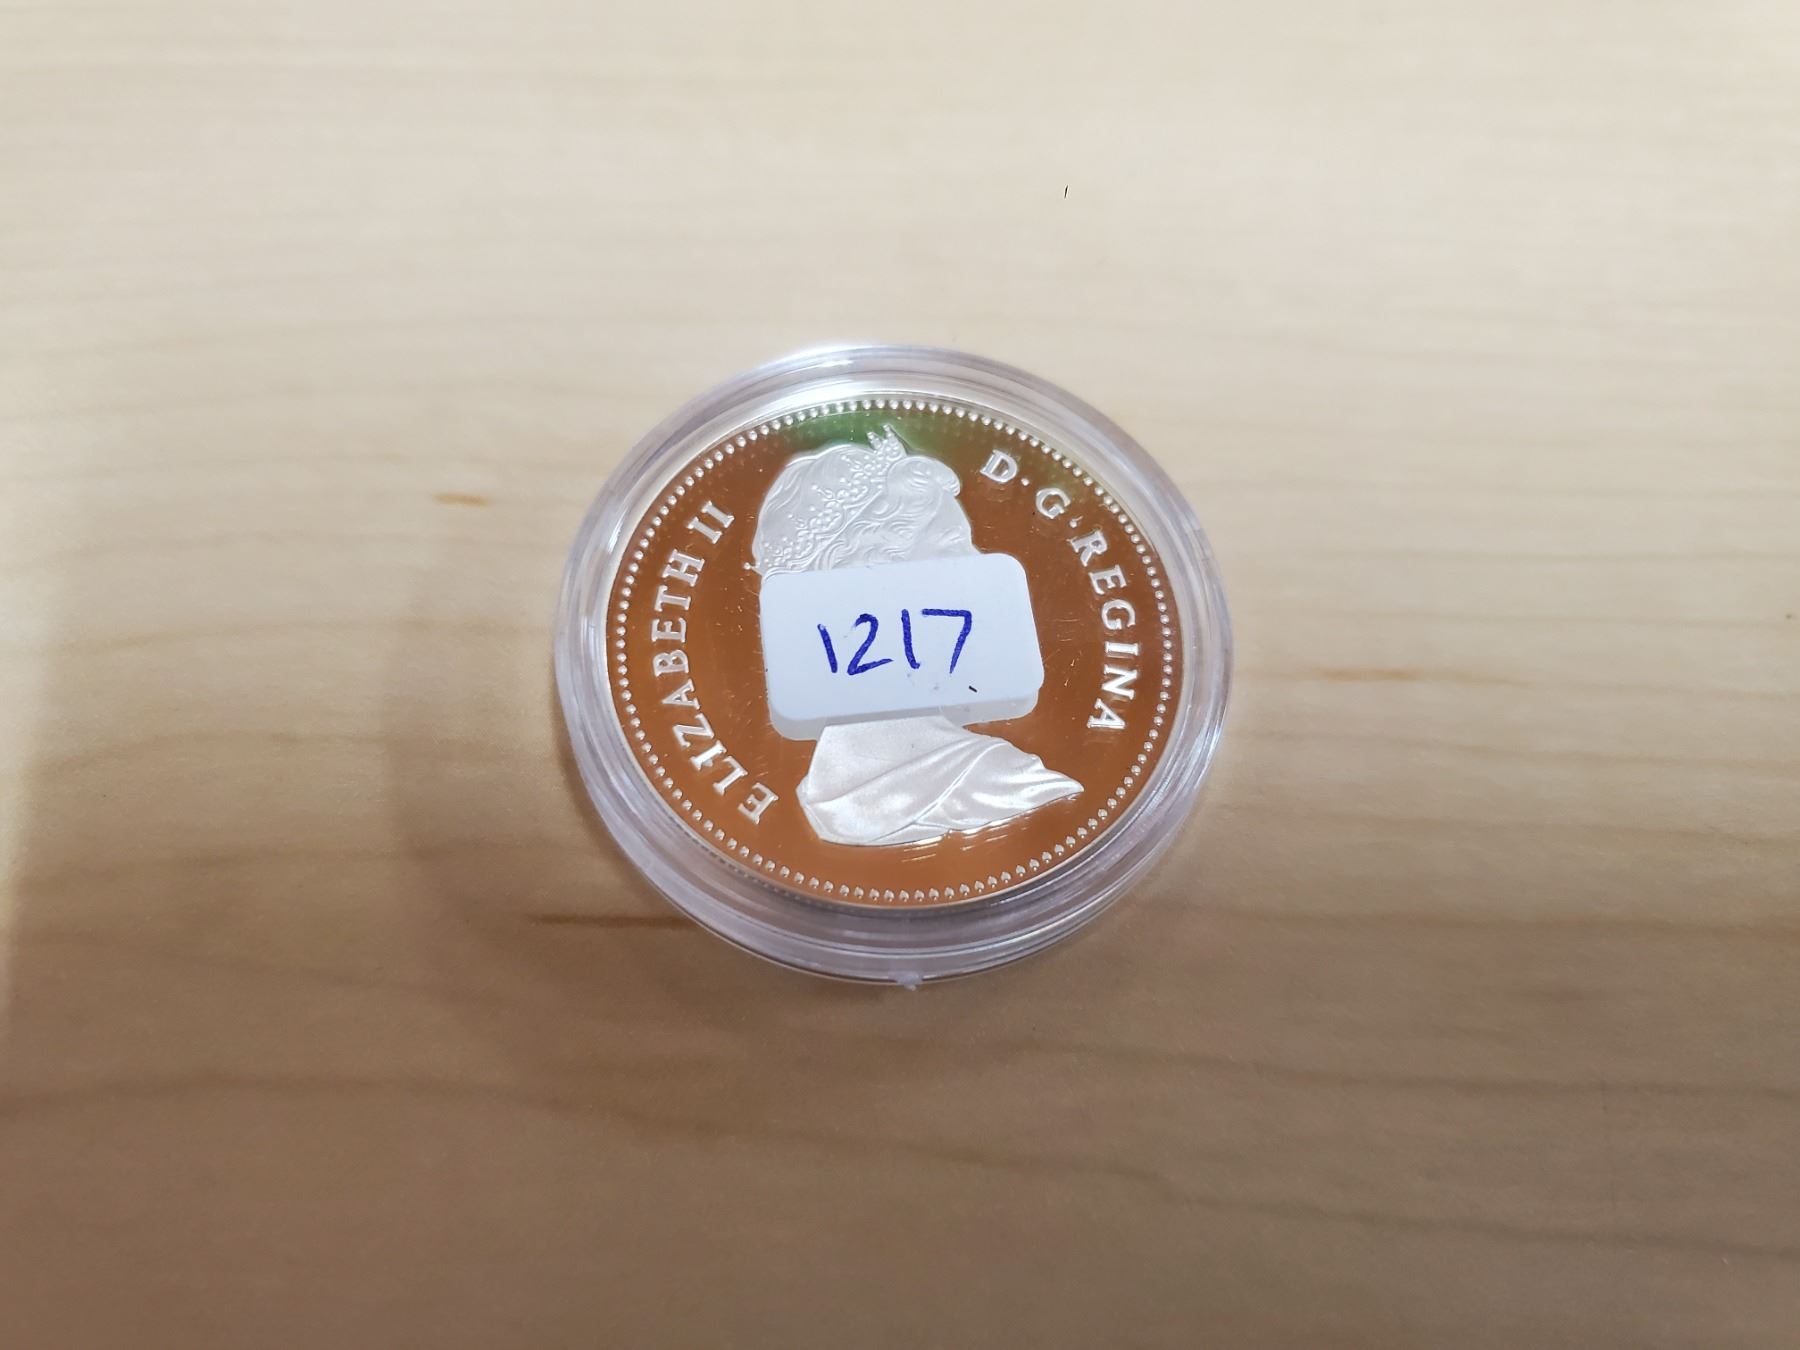 ELIZABETH II
D·G·REGINA
1217